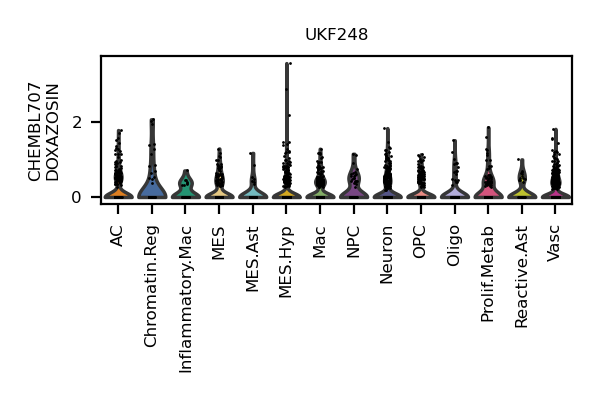 UKF248
CHEMBL707
DOXAZOSIN
2
0
AC
Chromatin.Reg
Inflammatory.Mac
MES
MES.Ast
MES.Hyp
Mac
NPC
Neuron
OPC
Oligo
Prolif.Metab
Reactive.Ast
Vasc